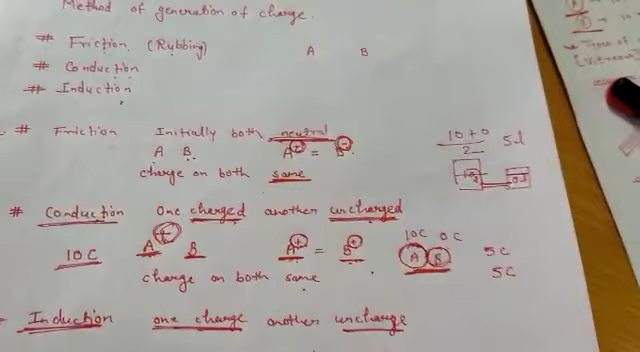 Method of generation of charge.
# Friction. (Rubbing) A B
# Conduction
# Induction
# Friction Initially both neutral 10+0 / 2 5d
A B. A⊕ = B⊖
charge on both same
# Conduction One charged another uncharged
10C A⊕ B A⊕ = B⊕ 10C 0C
A B 5C
charge on both same 5C
Induction one charge another uncharge